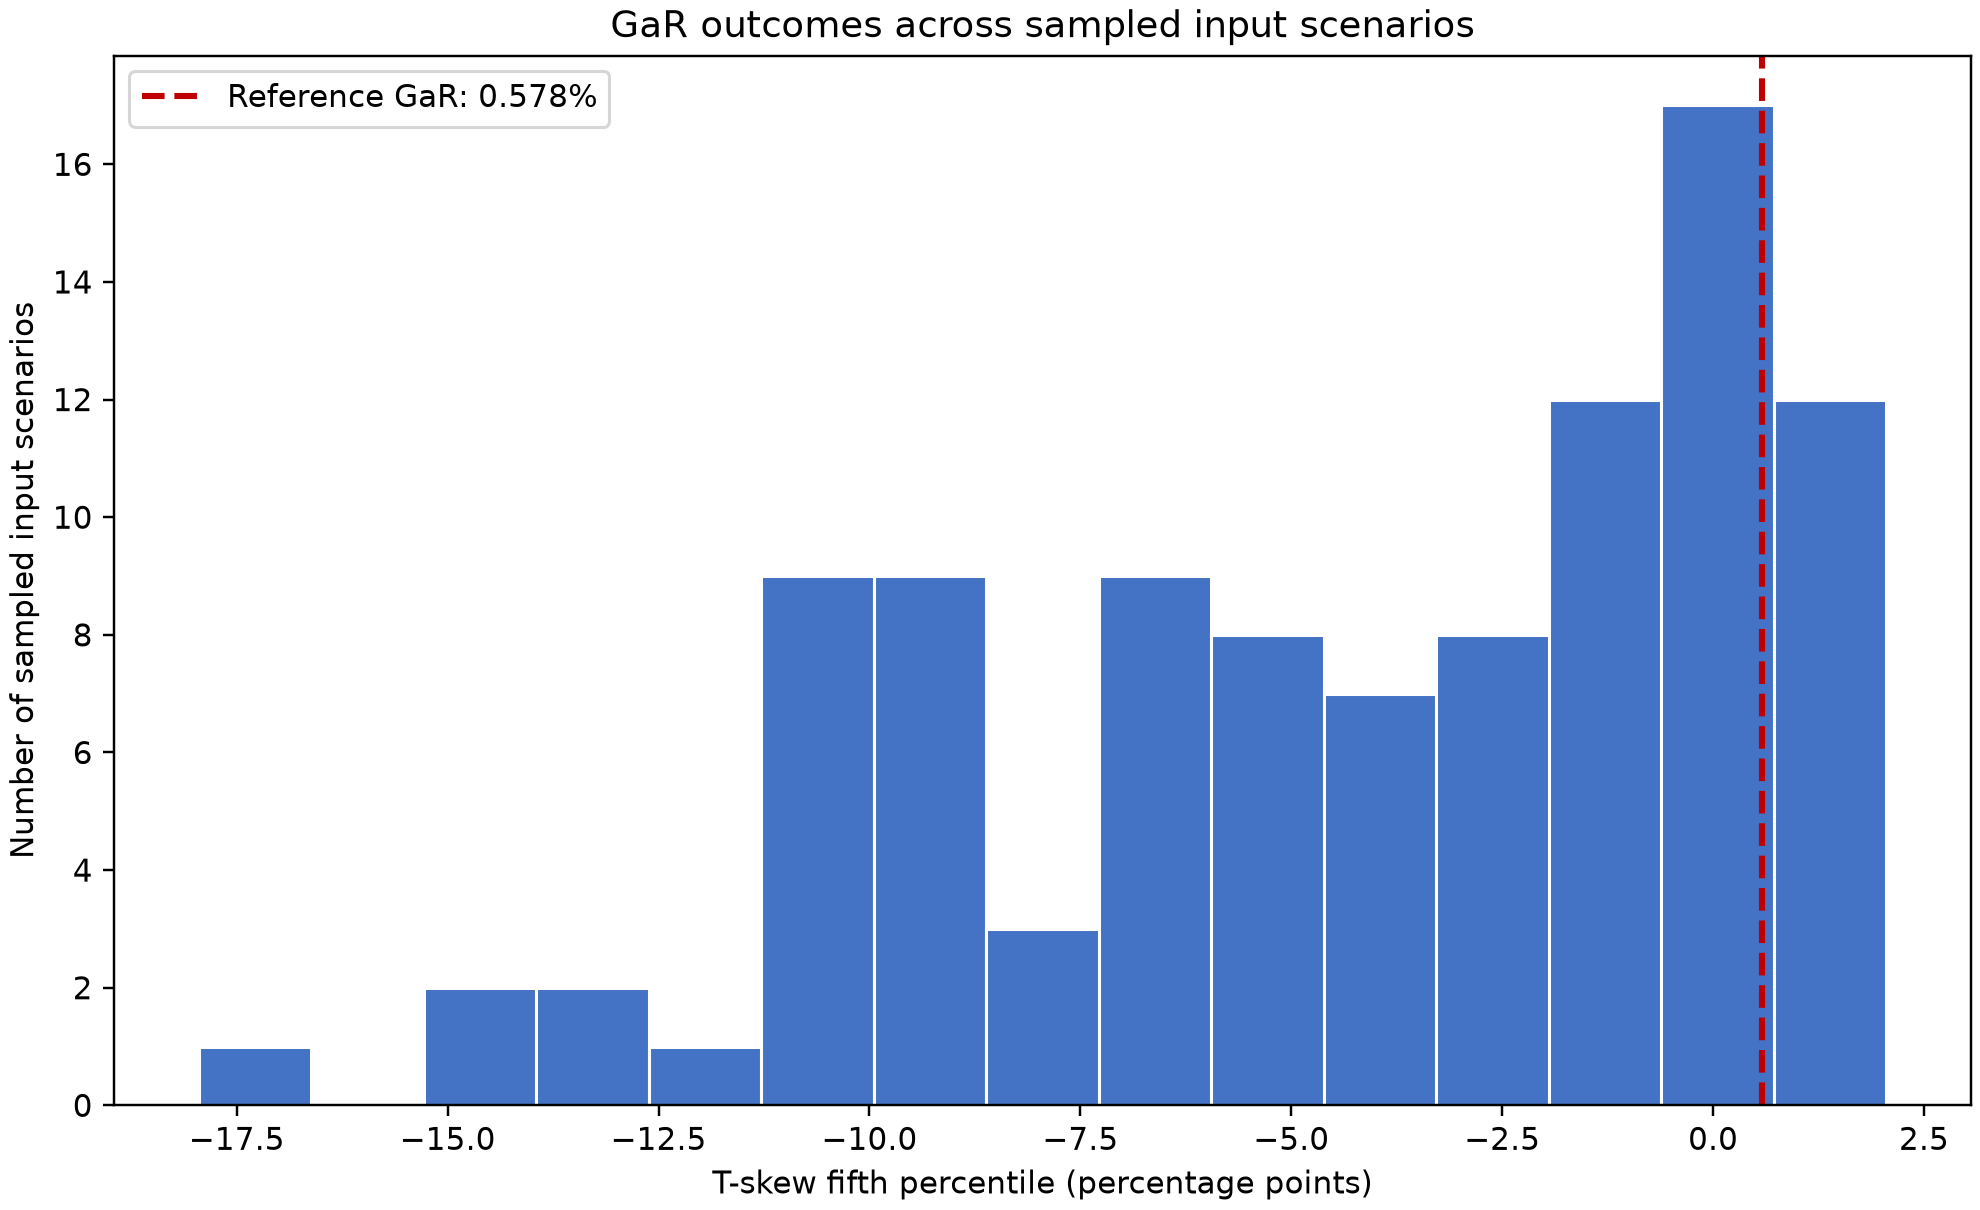 GaR outcomes across sampled input scenarios
Reference GaR: 0.578%
Number of sampled input scenarios
16
14
12
10
8
6
4
2
0
−17.5 −15.0 −12.5 −10.0 −7.5 −5.0 −2.5 0.0 2.5
T-skew fifth percentile (percentage points)